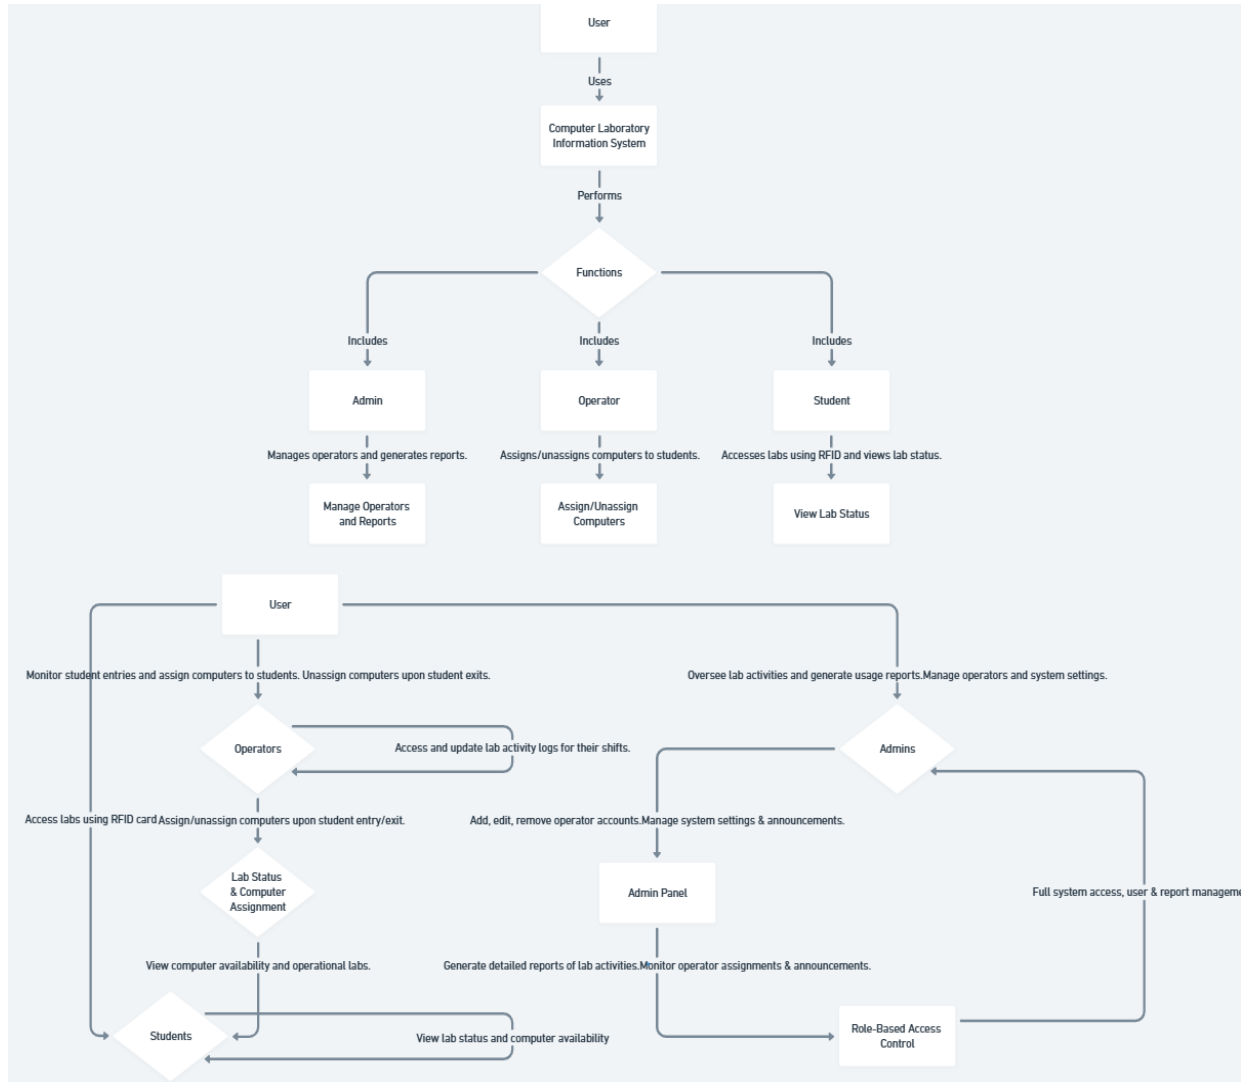 User
Uses
Computer Laboratory
Information System
Performs
Functions
Includes
Includes
Includes
Admin
Operator
Student
Manages operators and generates reports.
Assigns/unassigns computers to students.
Accesses labs using RFID and views lab status.
Manage Operators
and Reports
Assign/Unassign
Computers
View Lab Status
User
Monitor student entries and assign computers to students. Unassign computers upon student exits.
Oversee lab activities and generate usage reports.Manage operators and system settings.
Operators
Access and update lab activity logs for their shifts.
Admins
Access labs using RFID card
Assign/unassign computers upon student entry/exit.
Add, edit, remove operator accounts.Manage system settings & announcements.
Lab Status
& Computer
Assignment
Admin Panel
Full system access, user & report manageme
View computer availability and operational labs.
Generate detailed reports of lab activities.Monitor operator assignments & announcements.
Students
View lab status and computer availability
Role-Based Access
Control